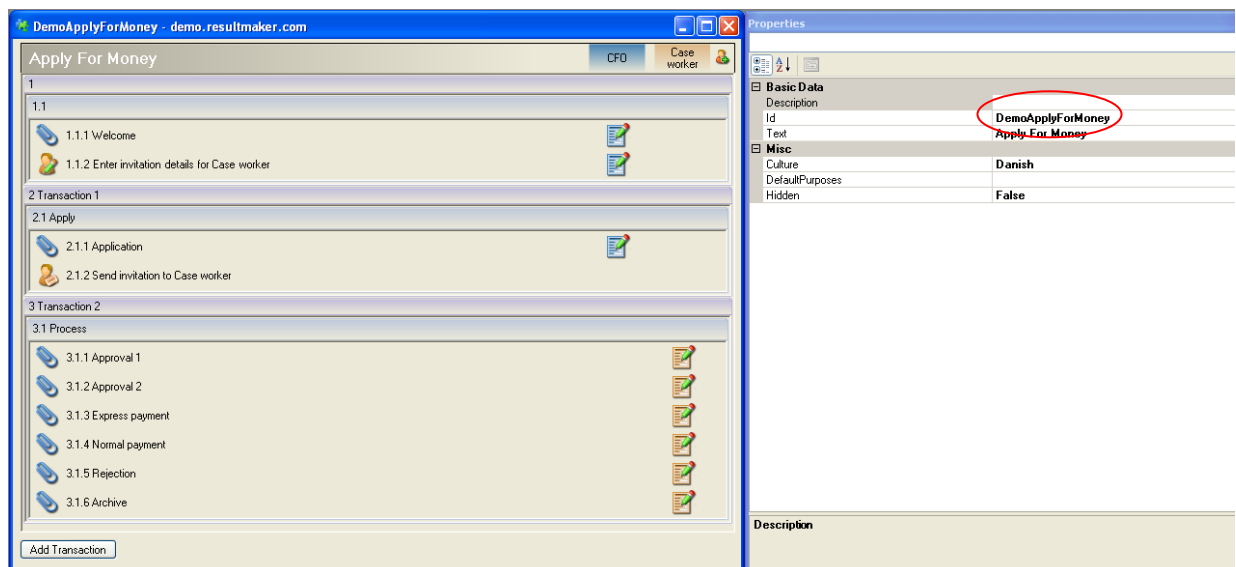 DemoApplyForMoney - demo.resultmaker.com
Apply For Money
CFO
Case
worker
1
1.1
1.1.1 Welcome
1.1.2 Enter invitation details for Case worker
2 Transaction 1
2.1 Apply
2.1.1 Application
2.1.2 Send invitation to Case worker
3 Transaction 2
3.1 Process
3.1.1 Approval 1
3.1.2 Approval 2
3.1.3 Express payment
3.1.4 Normal payment
3.1.5 Rejection
3.1.6 Archive
Add Transaction
Properties
Basic Data
Description
Id DemoApplyForMoney
Text Apply For Money
Misc
Culture Danish
DefaultPurposes
Hidden False
Description